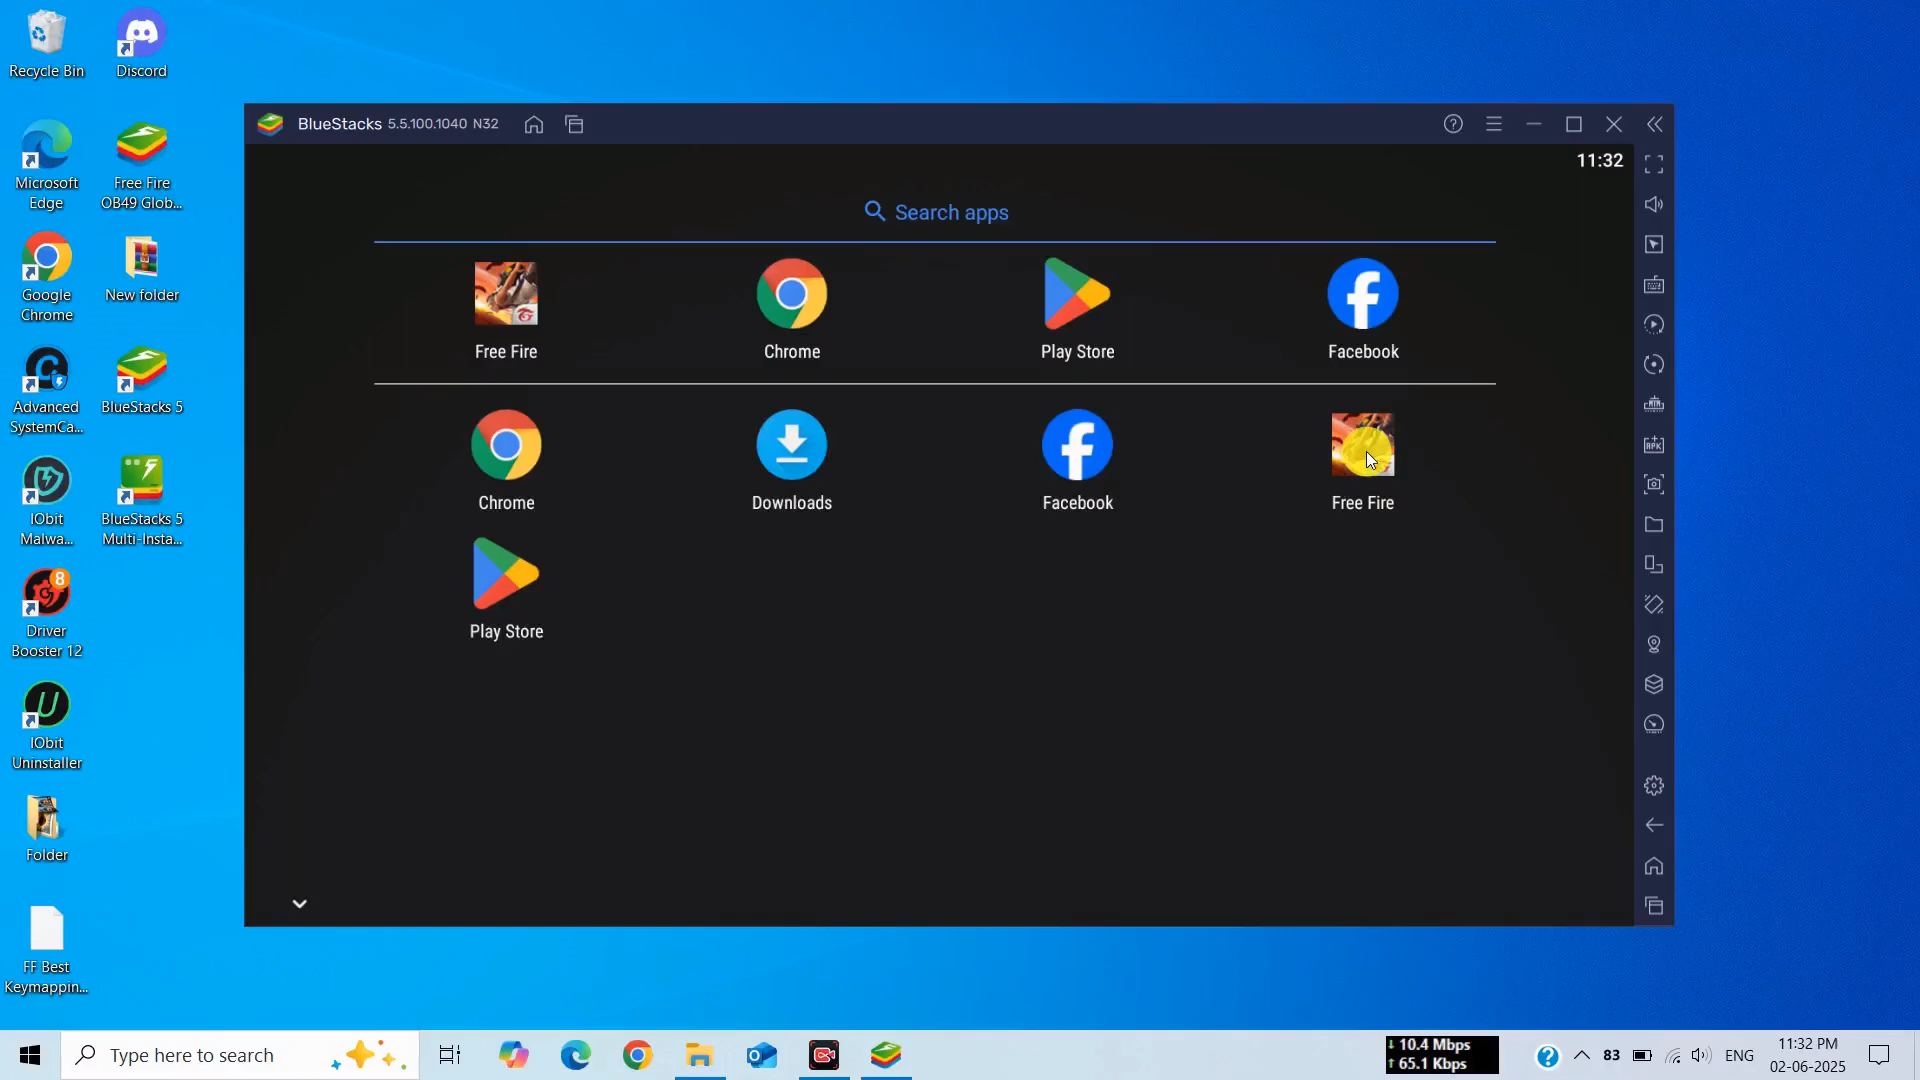 Recycle Bin
Discord
Microsoft
Edge
Free Fire
OB49 Glob...
Google
Chrome
New folder
Advanced
SystemCa...
BlueStacks 5
IObit
Malwa...
BlueStacks 5
Multi-Insta...
8
Driver
Booster 12
IObit
Uninstaller
Folder
FF Best
Keymappin...
BlueStacks 5.5.100.1040 N32
11:32
Search apps
Free Fire
Chrome
Play Store
Facebook
Chrome
Downloads
Facebook
Free Fire
Play Store
APK
Type here to search
↓ 10.4 Mbps
↑ 65.1 Kbps
83
ENG
11:32 PM
02-06-2025